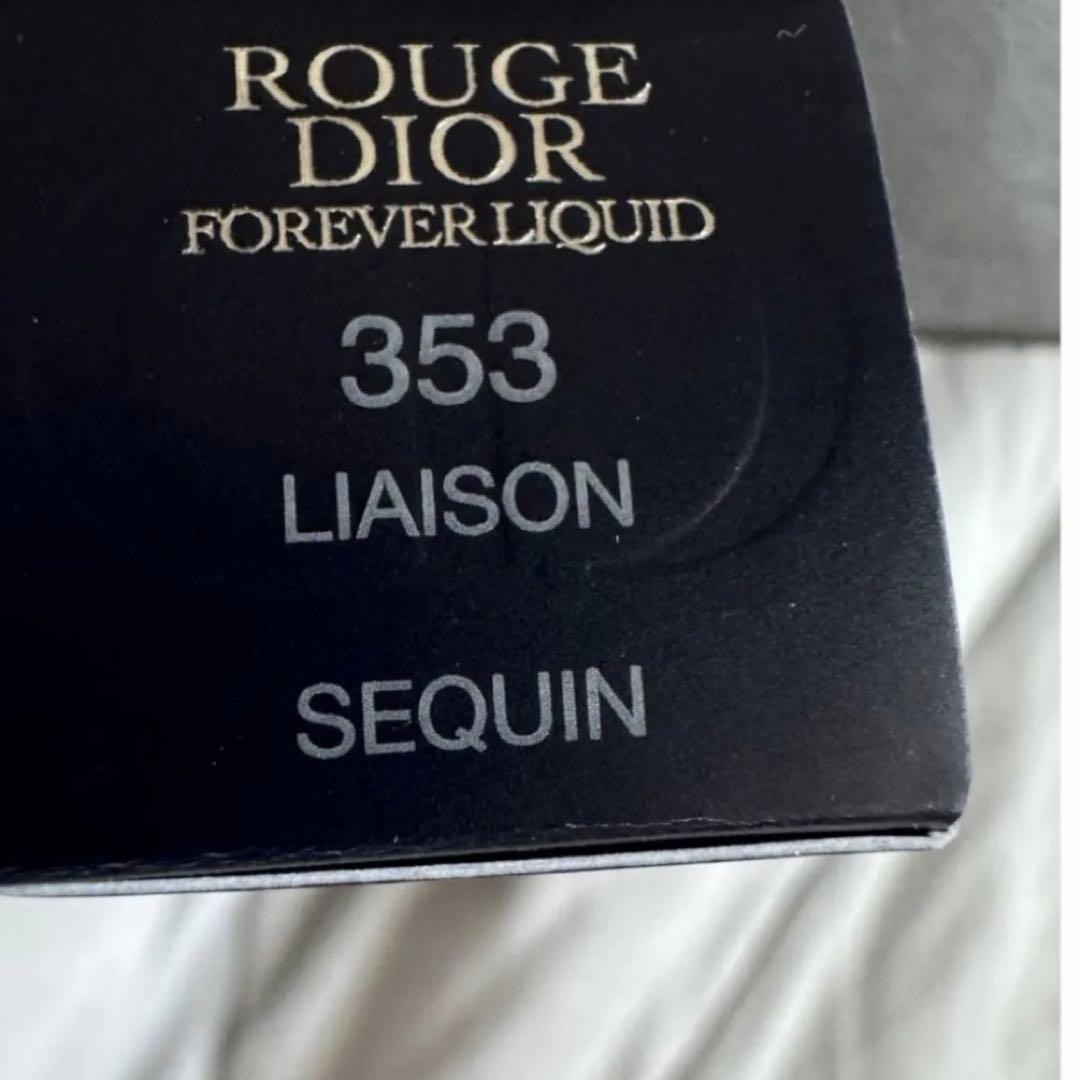 ROUGE
DIOR
FOREVER LIQUID
353
LIAISON
SEQUIN